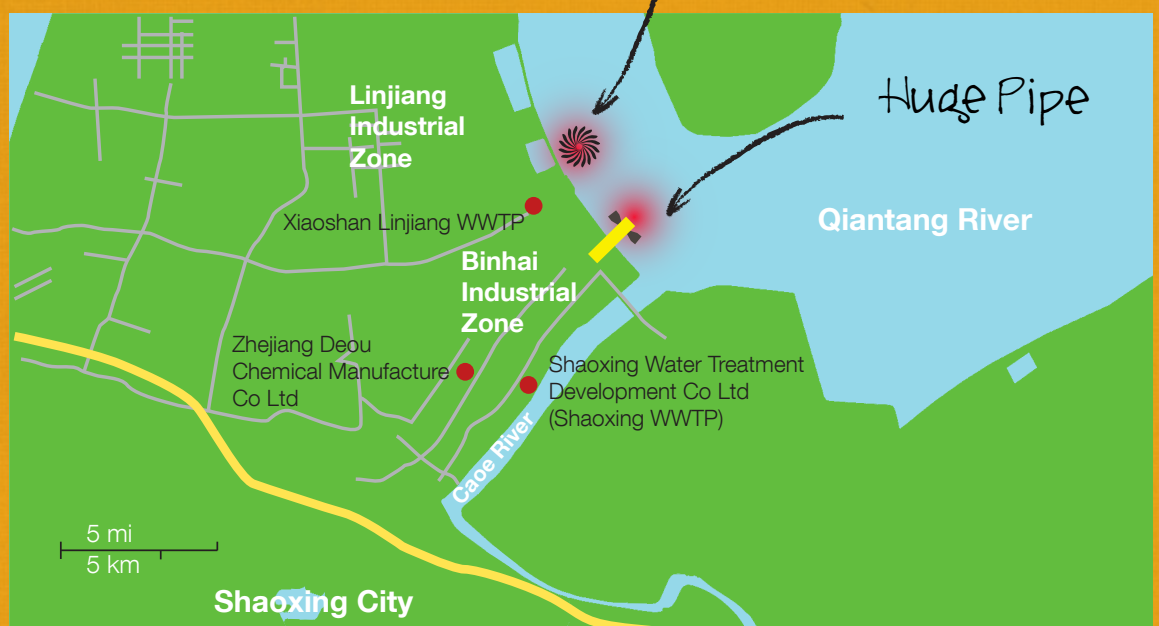 Huge Pipe
Linjiang
Industrial
Zone
Xiaoshan Linjiang WWTP
Qiantang River
Binhai
Industrial
Zone
Zhejiang Deou
Chemical Manufacture
Co Ltd
Shaoxing Water Treatment
Development Co Ltd
(Shaoxing WWTP)
Caoe River
5 mi
5 km
Shaoxing City